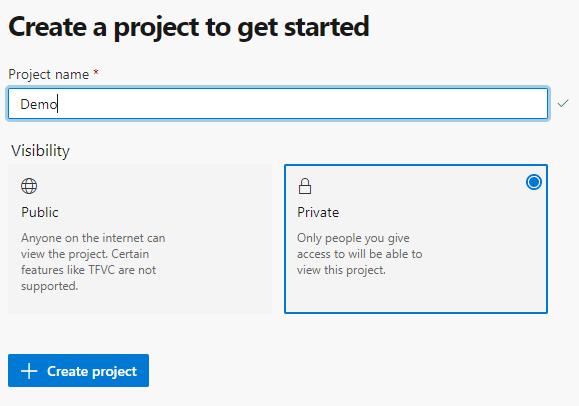 Create a project to get started
Project name *
Demo
Visibility
Public
Anyone on the internet can
view the project. Certain
features like TFVC are not
supported.
Private
Only people you give
access to will be able to
view this project.
Create project